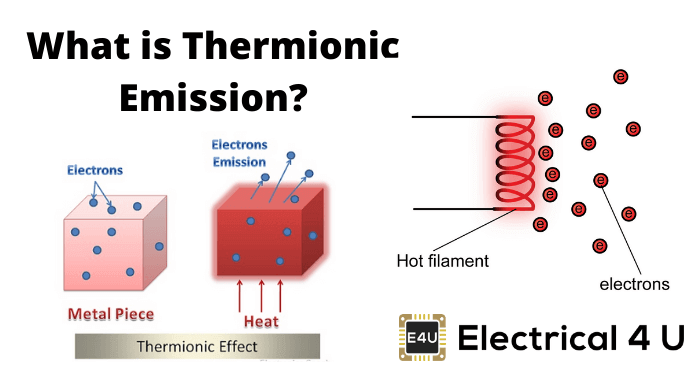 What is Thermionic
Emission?
Electrons
Electrons
Emission
Metal Piece
Heat
Thermionic Effect
e
e
e
e
e
e
e
e
e
e
e
e
e
e
Hot filament
electrons
E4U
Electrical 4 U